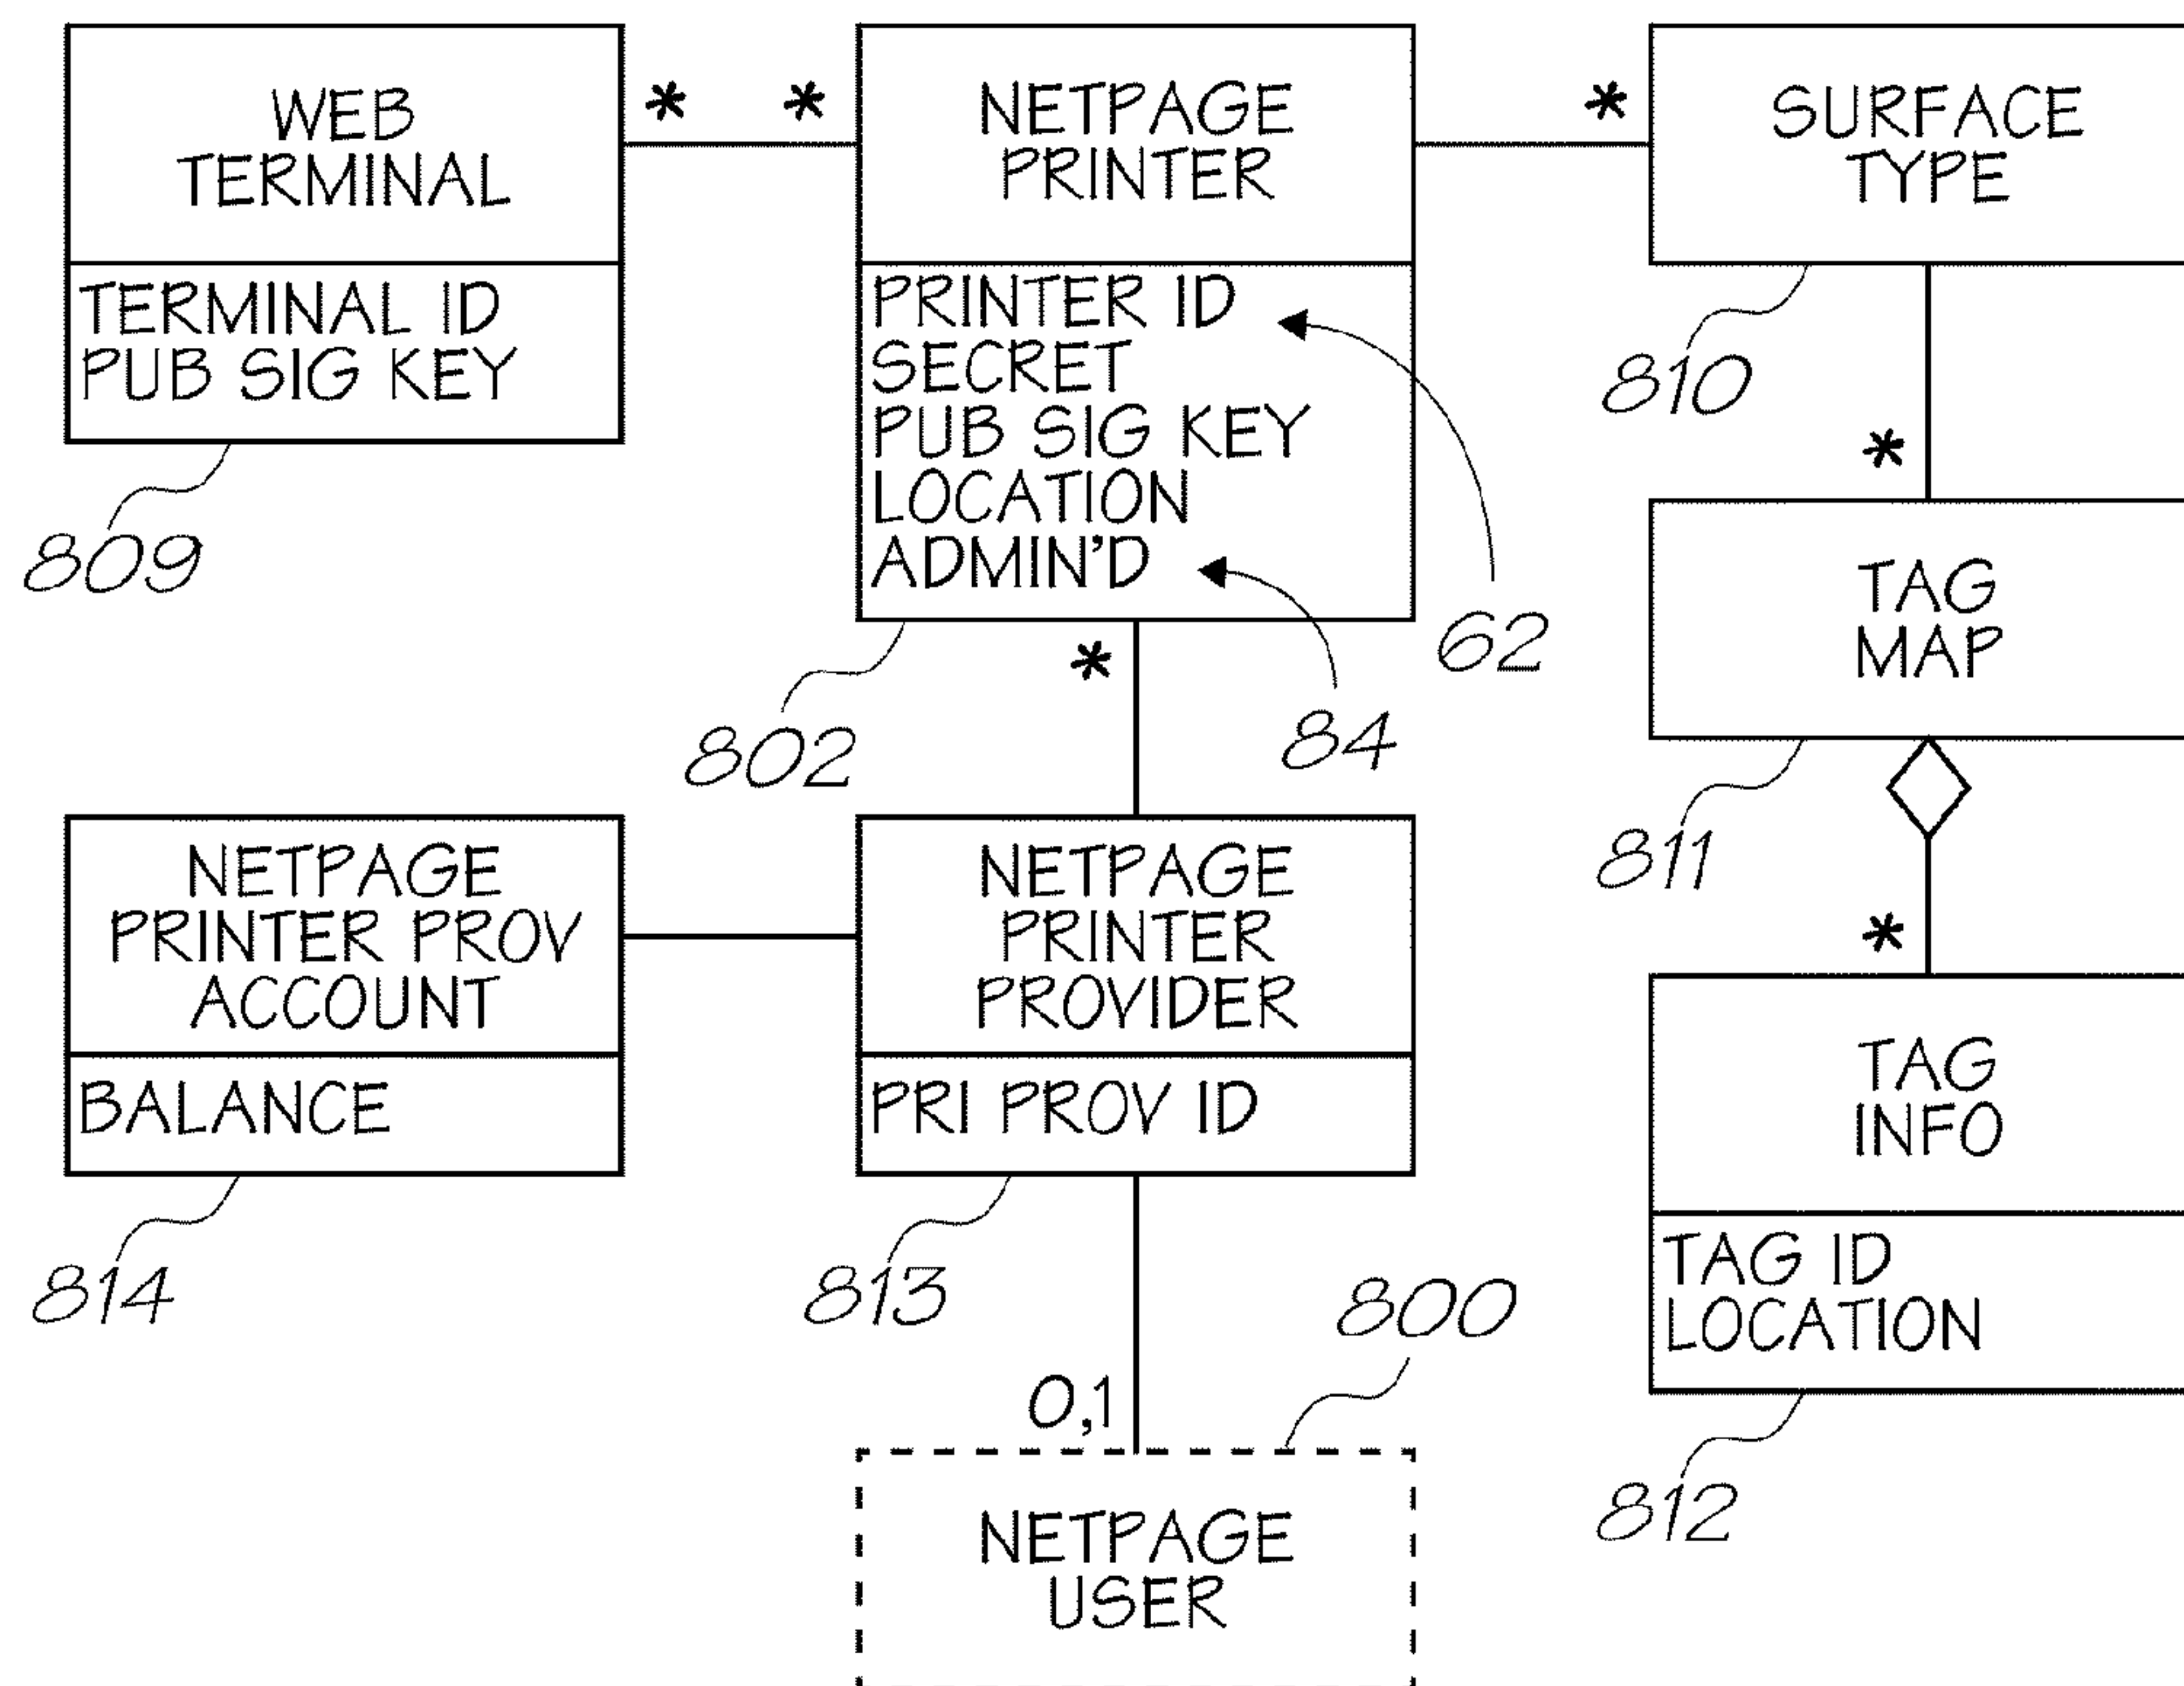 WEB
TERMINAL
TERMINAL ID
PUB SIG KEY
809
*
*
NETPAGE
PRINTER
PRINTER ID
SECRET
PUB SIG KEY
LOCATION
ADMIN'D
62
84
802
*
*
SURFACE
TYPE
810
*
TAG
MAP
811
*
TAG
INFO
TAG ID
LOCATION
812
NETPAGE
PRINTER PROV
ACCOUNT
BALANCE
814
NETPAGE
PRINTER
PROVIDER
PRI PROV ID
813
800
0,1
NETPAGE
USER